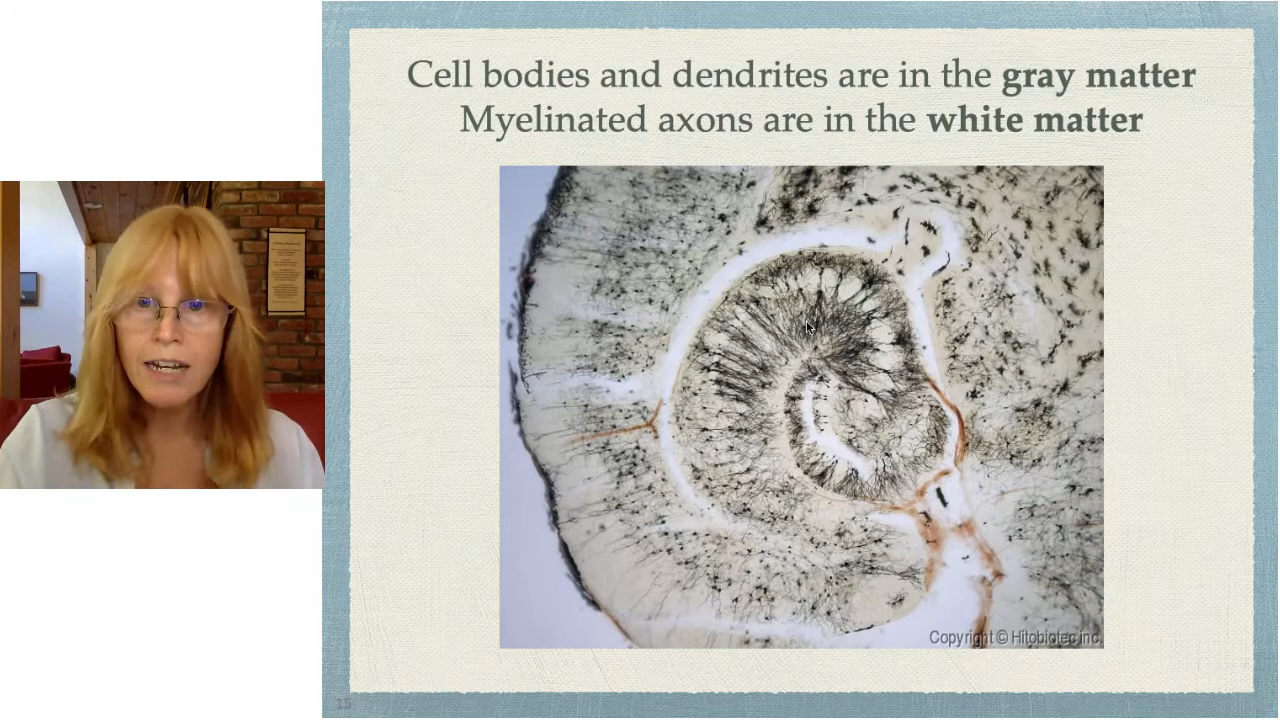 Cell bodies and dendrites are in the gray matter
Myelinated axons are in the white matter
Copyright © Hitobiotec inc.
15